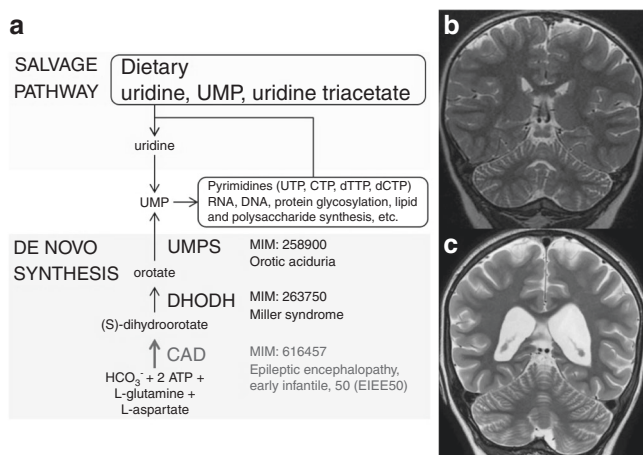 a
SALVAGE
PATHWAY
Dietary
uridine, UMP, uridine triacetate
uridine
UMP
Pyrimidines (UTP, CTP, dTTP, dCTP)
RNA, DNA, protein glycosylation, lipid
and polysaccharide synthesis, etc.
DE NOVO
SYNTHESIS
UMPS
MIM: 258900
Orotic aciduria
orotate
DHODH
MIM: 263750
Miller syndrome
(S)-dihydroorotate
CAD
MIM: 616457
Epileptic encephalopathy,
early infantile, 50 (EIEE50)
HCO₃⁻ + 2 ATP +
L-glutamine +
L-aspartate
b
c